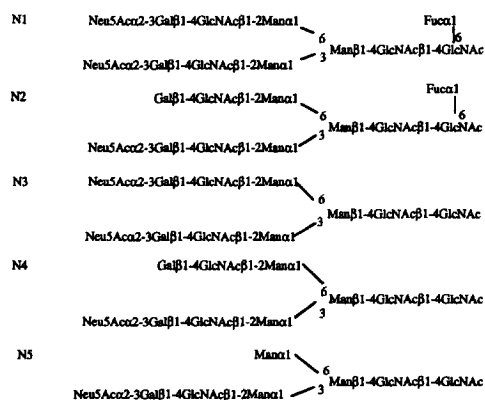 N1 Neu5Acα2-3Galβ1-4GlcNAcβ1-2Manα1 Fucα1
6 6
Manβ1-4GlcNAcβ1-4GlcNAc
Neu5Acα2-3Galβ1-4GlcNAcβ1-2Manα1 3
N2 Galβ1-4GlcNAcβ1-2Manα1 Fucα1
6 6
Manβ1-4GlcNAcβ1-4GlcNAc
Neu5Acα2-3Galβ1-4GlcNAcβ1-2Manα1 3
N3 Neu5Acα2-3Galβ1-4GlcNAcβ1-2Manα1
6
Manβ1-4GlcNAcβ1-4GlcNAc
Neu5Acα2-3Galβ1-4GlcNAcβ1-2Manα1 3
N4 Galβ1-4GlcNAcβ1-2Manα1
6
Manβ1-4GlcNAcβ1-4GlcNAc
Neu5Acα2-3Galβ1-4GlcNAcβ1-2Manα1 3
N5 Manα1
6
Manβ1-4GlcNAcβ1-4GlcNAc
Neu5Acα2-3Galβ1-4GlcNAcβ1-2Manα1 3